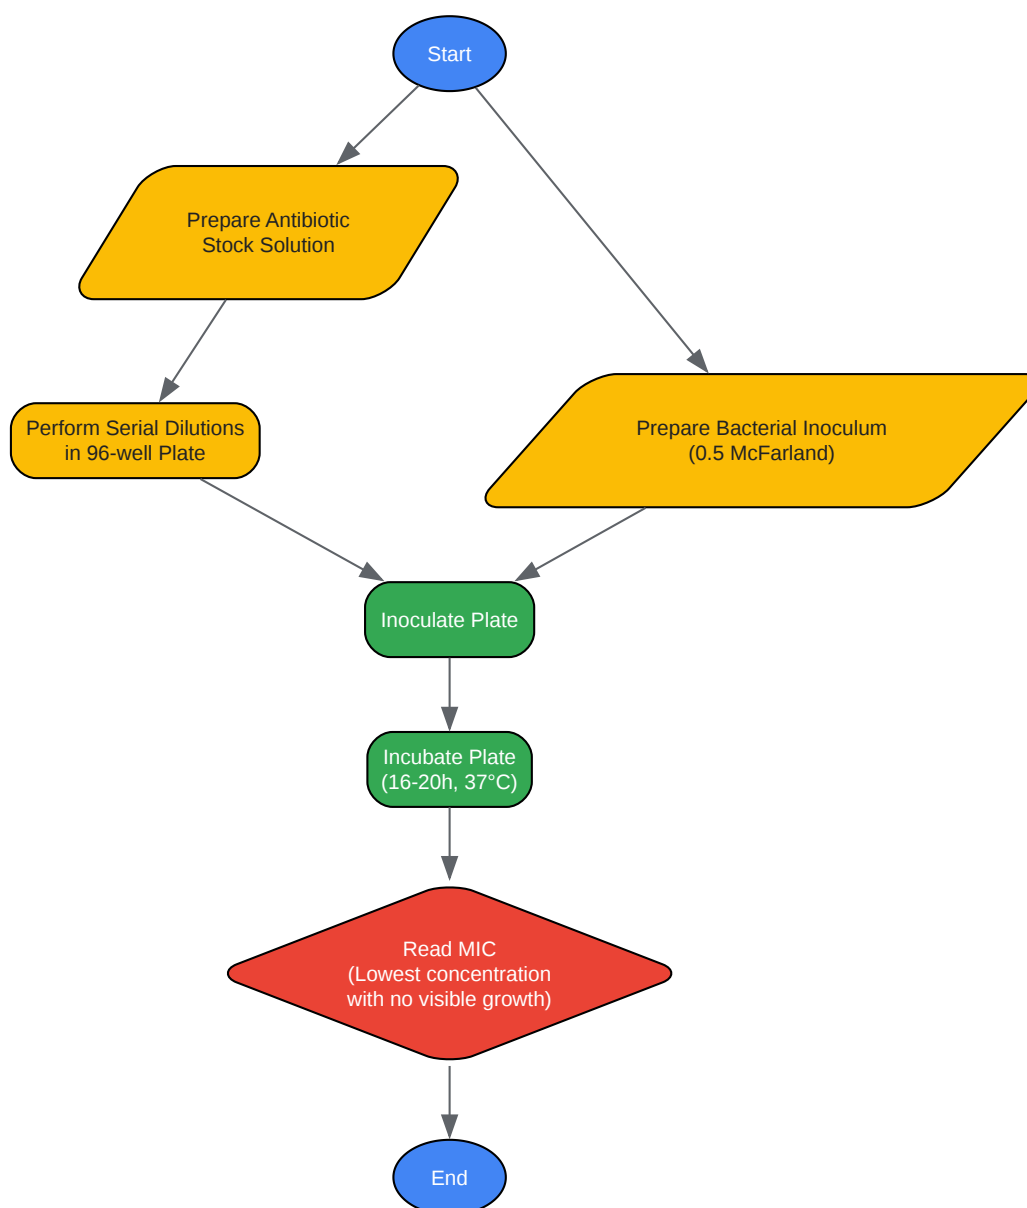 Start
Prepare Antibiotic
Stock Solution
Perform Serial Dilutions
in 96-well Plate
Prepare Bacterial Inoculum
(0.5 McFarland)
Inoculate Plate
Incubate Plate
(16-20h, 37°C)
Read MIC
(Lowest concentration
with no visible growth)
End